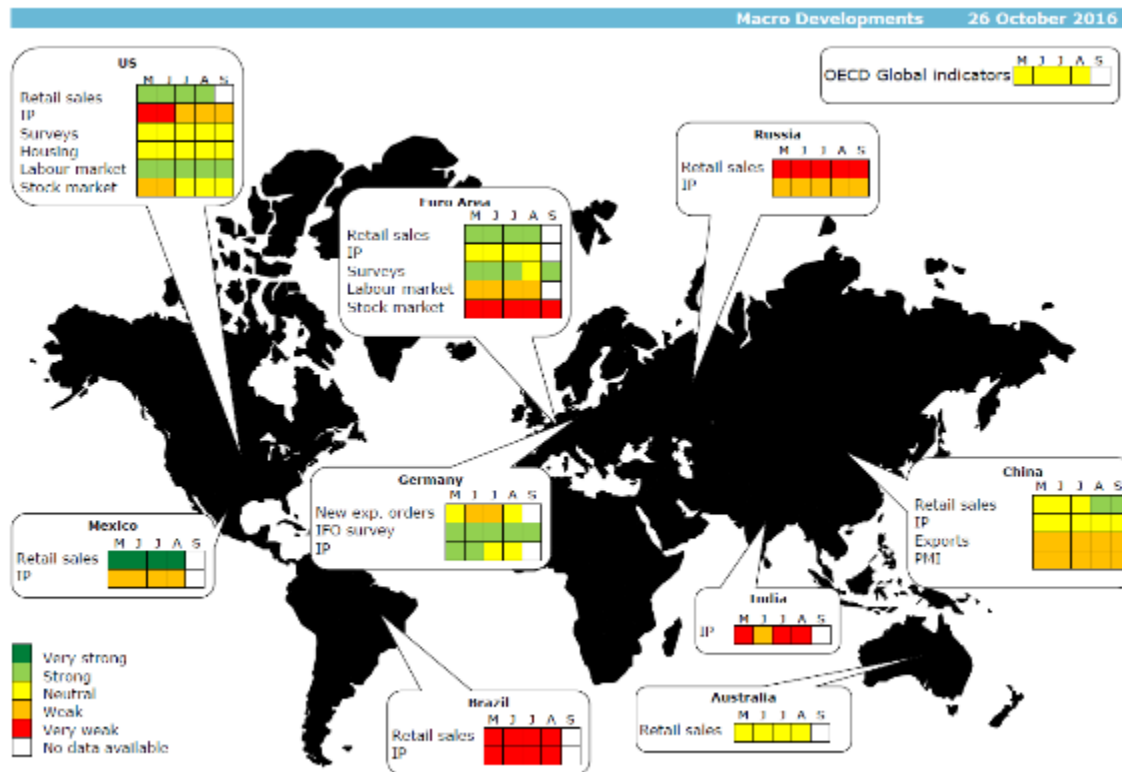 Macro Developments 26 October 2016
US
M J J A S
Retail sales
IP
Surveys
Housing
Labour market
Stock market
OECD Global indicators
M J J A S
Russia
M J J A S
Retail sales
IP
Euro Area
M J J A S
Retail sales
IP
Surveys
Labour market
Stock market
Germany
M J J A S
New exp. orders
IFO survey
IP
China
M J J A S
Retail sales
IP
Exports
PMI
Mexico
M J J A S
Retail sales
IP
India
M J J A S
IP
Brazil
M J J A S
Retail sales
IP
Australia
M J J A S
Retail sales
Very strong
Strong
Neutral
Weak
Very weak
No data available